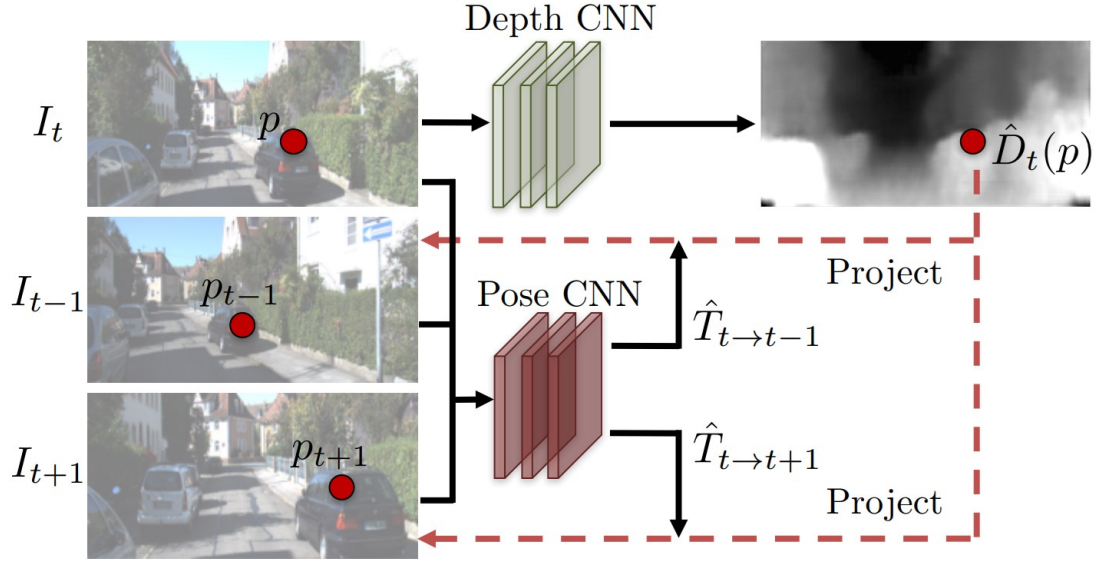 Depth CNN
I_t
p
D̂_t(p)
Project
I_{t-1}
p_{t-1}
Pose CNN
T̂_{t→t-1}
I_{t+1}
p_{t+1}
T̂_{t→t+1}
Project